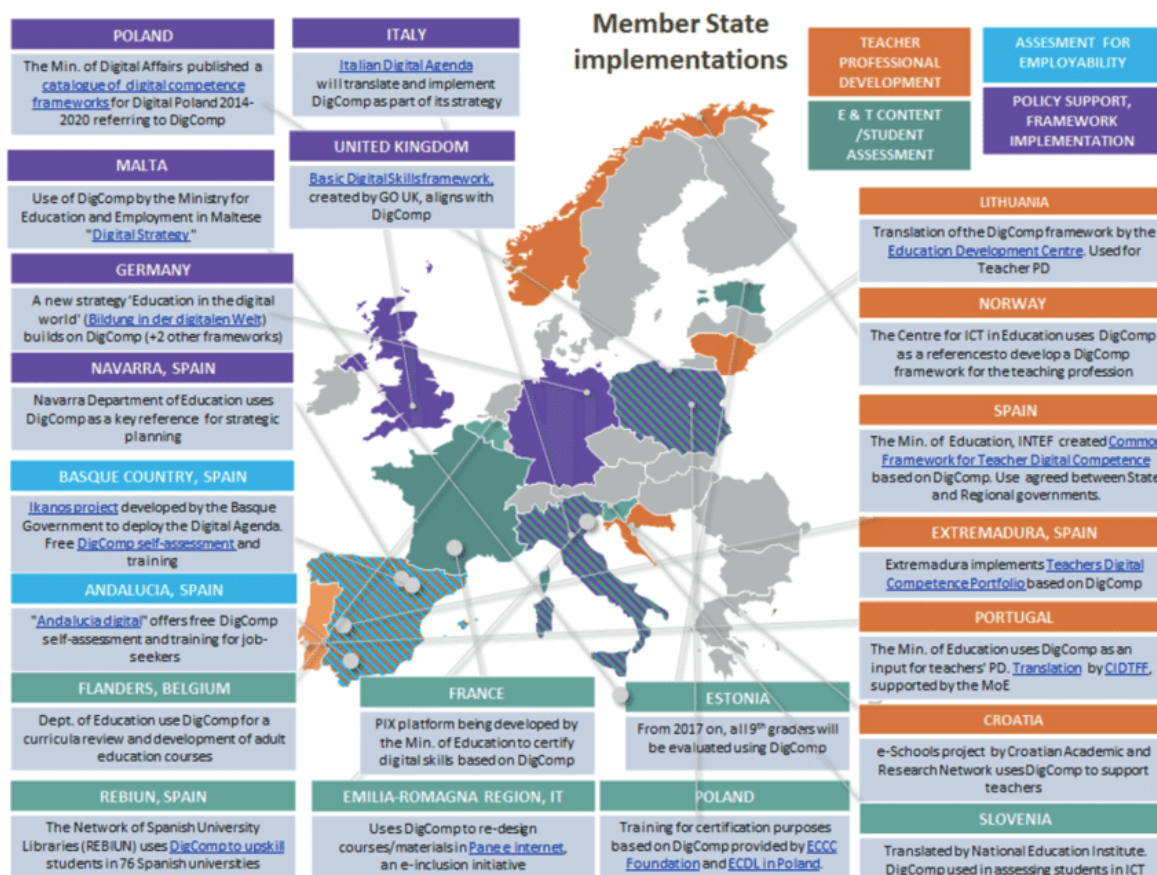 Member State
implementations
POLAND
The Min. of Digital Affairs published a
catalogue of digital competence
frameworks for Digital Poland 2014-
2020 referring to DigComp
MALTA
Use of DigComp by the Ministry for
Education and Employment in Maltese
"Digital Strategy"
GERMANY
A new strategy 'Education in the digital
world' (Bildung in der digitalen Welt)
builds on DigComp (+2 other frameworks)
NAVARRA, SPAIN
Navarra Department of Education uses
DigComp as a key reference for strategic
planning
BASQUE COUNTRY, SPAIN
Ikanos project developed by the Basque
Government to deploy the Digital Agenda.
Free DigComp self-assessment and
training
ANDALUCIA, SPAIN
"Andalucia digital" offers free DigComp
self-assessment and training for job-
seekers
FLANDERS, BELGIUM
Dept. of Education use DigComp for a
curricula review and development of adult
education courses
REBIUN, SPAIN
The Network of Spanish University
Libraries (REBIUN) uses DigComp to upskill
students in 76 Spanish universities
ITALY
Italian Digital Agenda
will translate and implement
DigComp as part of its strategy
UNITED KINGDOM
Basic Digital Skills framework,
created by GO UK, aligns with
DigComp
FRANCE
PIX platform being developed by
the Min. of Education to certify
digital skills based on DigComp
EMILIA-ROMAGNA REGION, IT
Uses DigComp to re-design
courses/materials in Pane e internet,
an e-inclusion initiative
ESTONIA
From 2017 on, all 9th graders will
be evaluated using DigComp
POLAND
Training for certification purposes
based on DigComp provided by ECCC
Foundation and ECDL in Poland.
TEACHER
PROFESSIONAL
DEVELOPMENT
ASSESMENT FOR
EMPLOYABILITY
E & T CONTENT
/STUDENT
ASSESSMENT
POLICY SUPPORT,
FRAMEWORK
IMPLEMENTATION
LITHUANIA
Translation of the DigComp framework by the
Education Development Centre. Used for
Teacher PD
NORWAY
The Centre for ICT in Education uses DigComp
as a references to develop a DigComp
framework for the teaching profession
SPAIN
The Min. of Education, INTEF created Common
Framework for Teacher Digital Competence
based on DigComp. Use agreed between State
and Regional governments.
EXTREMADURA, SPAIN
Extremadura implements Teachers Digital
Competence Portfolio based on DigComp
PORTUGAL
The Min. of Education uses DigComp as an
input for teachers' PD. Translation by CIDTFF,
supported by the MoE
CROATIA
e-Schools project by Croatian Academic and
Research Network uses DigComp to support
teachers
SLOVENIA
Translated by National Education Institute.
DigComp used in assessing students in ICT